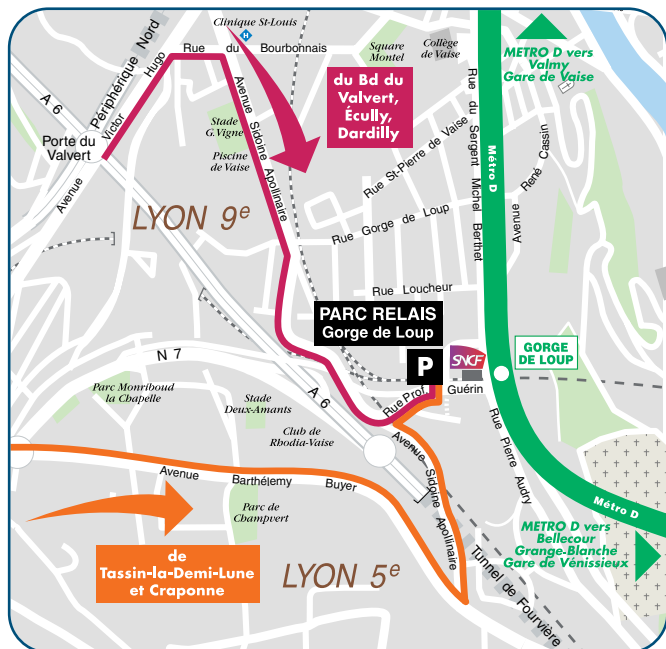 Clinique St-Louis
H
Rue du Bourbonnais
Square
Montel
Collège
de Vaise
METRO D vers
Valmy
Gare de Vaise
Périphérique Nord
A 6
Avenue Victor Hugo
Porte du
Valvert
du Bd du
Valvert,
Écully,
Dardilly
Stade
G.Vigne
Piscine
de Vaise
Avenue Sidoine Apollinaire
Rue St-Pierre de Vaise
Rue du Sergent Michel Berthet
Métro D
Avenue René Cassin
LYON 9e
Rue Gorge de Loup
Rue Loucheur
PARC RELAIS
Gorge de Loup
P
SNCF
GORGE
DE LOUP
N 7
Rue Prof. Guérin
Parc Monriboud
la Chapelle
Stade
Deux-Amants
A 6
Club de
Rhodia-Vaise
Rue Pierre Audry
Avenue Barthélemy Buyer
Avenue Sidoine Apollinaire
Parc de
Champvert
Métro D
METRO D vers
Bellecour
Grange-Blanche
Gare de Vénissieux
de
Tassin-la-Demi-Lune
et Craponne
LYON 5e
Tunnel de Fourvière